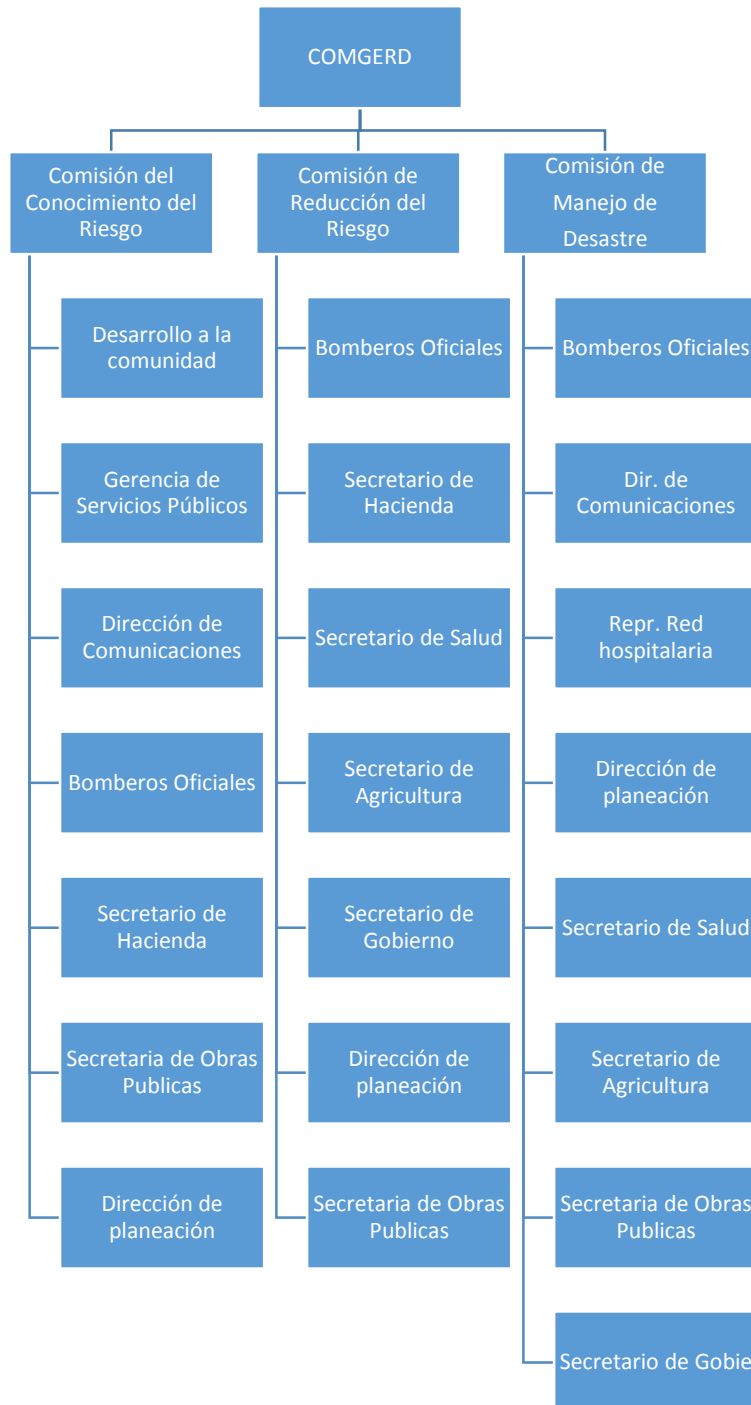 COMGERD
Comisión del
Conocimiento del
Riesgo
Desarrollo a la
comunidad
Gerencia de
Servicios Públicos
Dirección de
Comunicaciones
Bomberos Oficiales
Secretario de
Hacienda
Secretaria de Obras
Publicas
Dirección de
planeación
Comisión de
Reducción del
Riesgo
Bomberos Oficiales
Secretario de
Hacienda
Secretario de Salud
Secretario de
Agricultura
Secretario de
Gobierno
Dirección de
planeación
Secretaria de Obras
Publicas
Comisión de
Manejo de
Desastre
Bomberos Oficiales
Dir. de
Comunicaciones
Repr. Red
hospitalaria
Dirección de
planeación
Secretario de Salud
Secretario de
Agricultura
Secretaria de Obras
Publicas
Secretario de Gobie